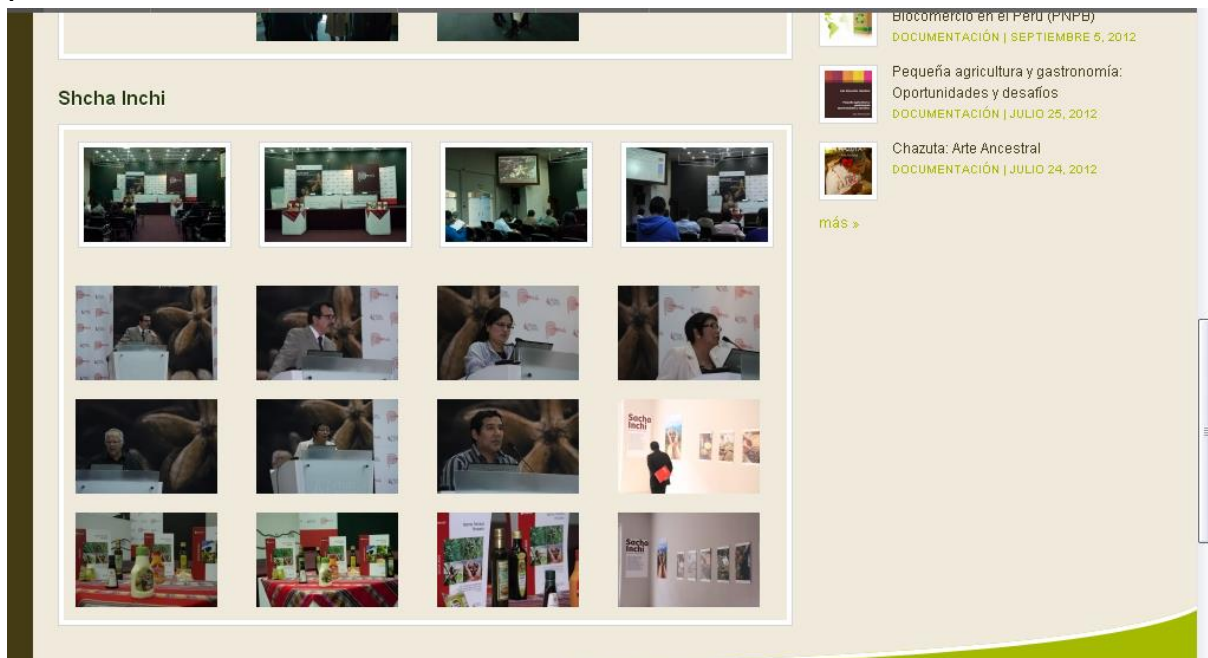 Shcha Inchi
Sacha
Inchi
Sacha
Inchi
Biocomercio en el Perú (PNPB)
DOCUMENTACIÓN | SEPTIEMBRE 5, 2012
Pequeña agricultura y gastronomía:
Oportunidades y desafíos
DOCUMENTACIÓN | JULIO 25, 2012
Chazuta: Arte Ancestral
DOCUMENTACIÓN | JULIO 24, 2012
más »